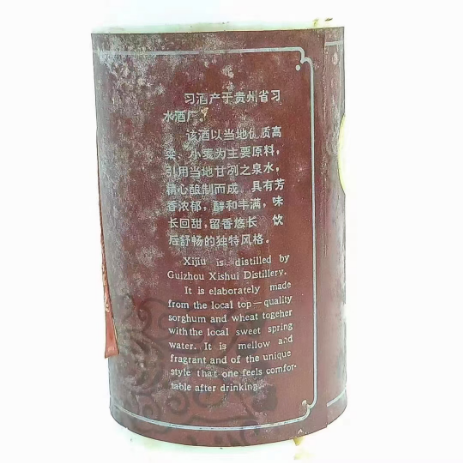 习酒产于贵州省习
水酒厂。
该酒以当地优质高
粱、小麦为主要原料，
引用当地甘冽之泉水，
精心酿制而成。具有芳
香浓郁，醇和丰满，味
长回甜，留香悠长 饮
后舒畅的独特风格。
Xijiu is distilled by
Guizhou Xishui Distillery.
It is elaborately made
from the local top—quality
sorghum and wheat togeher
with the local sweet spring
water. It is mellow and
fragrant and of the unique
style that one feels comfor-
table after drinking.